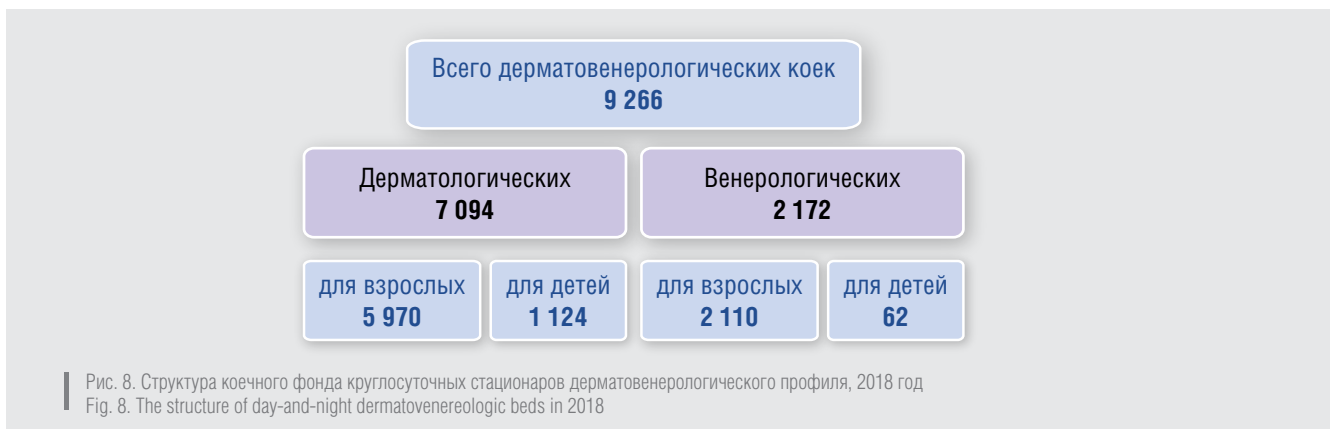 Всего дерматовенерологических коек
9 266
Дерматологических
7 094
Венерологических
2 172
для взрослых
5 970
для детей
1 124
для взрослых
2 110
для детей
62
Рис. 8. Структура коечного фонда круглосуточных стационаров дерматовенерологического профиля, 2018 год
Fig. 8. The structure of day-and-night dermatovenereologic beds in 2018